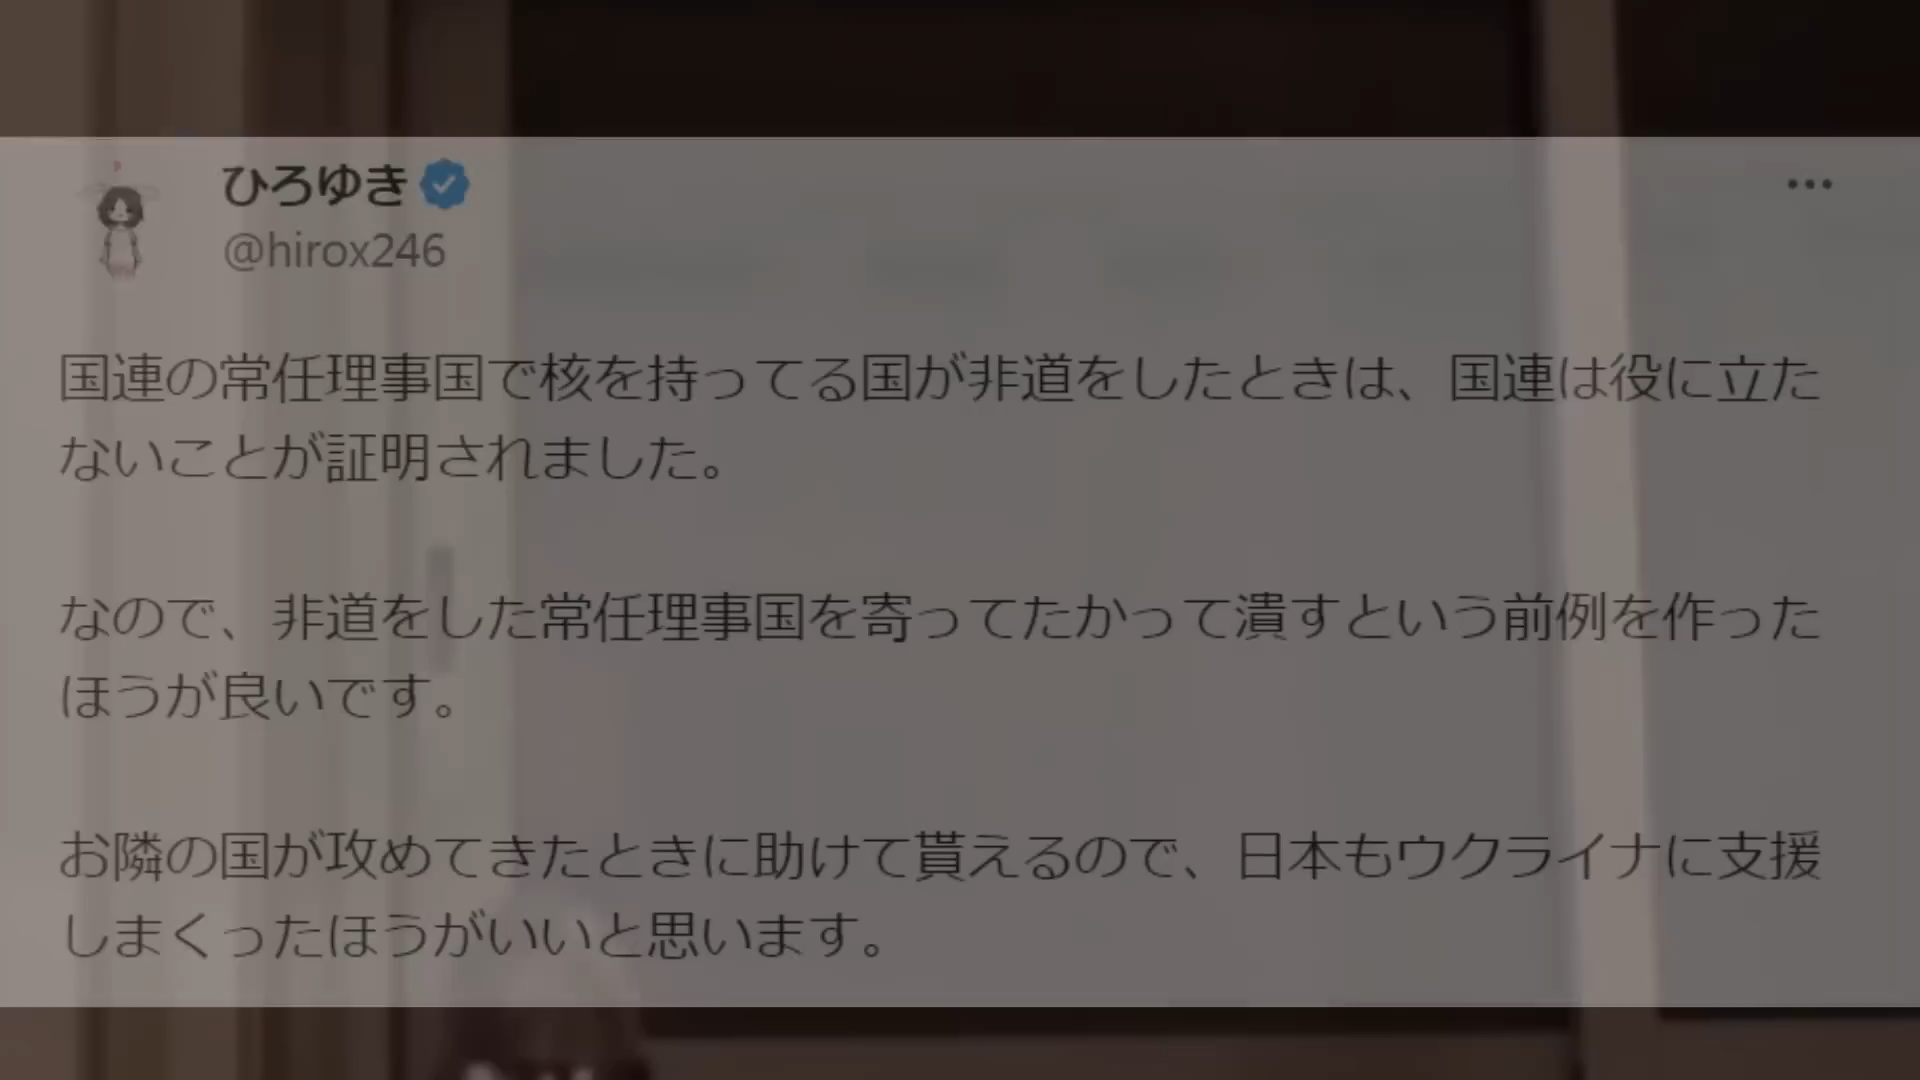 ひろゆき
@hirox246
国連の常任理事国で核を持ってる国が非道をしたときは、国連は役に立た
ないことが証明されました。
なので、非道をした常任理事国を寄ってたかって潰すという前例を作った
ほうが良いです。
お隣の国が攻めてきたときに助けて貰えるので、日本もウクライナに支援
しまくったほうがいいと思います。